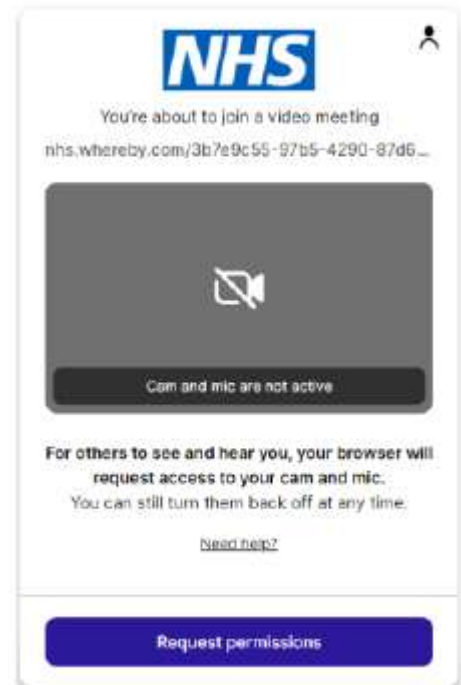 NHS
You're about to join a video meeting
nhs.whereby.com/3b7e9c55-97b5-4290-87d6...
Cam and mic are not active
For others to see and hear you, your browser will
request access to your cam and mic.
You can still turn them back off at any time.
Need help?
Request permissions